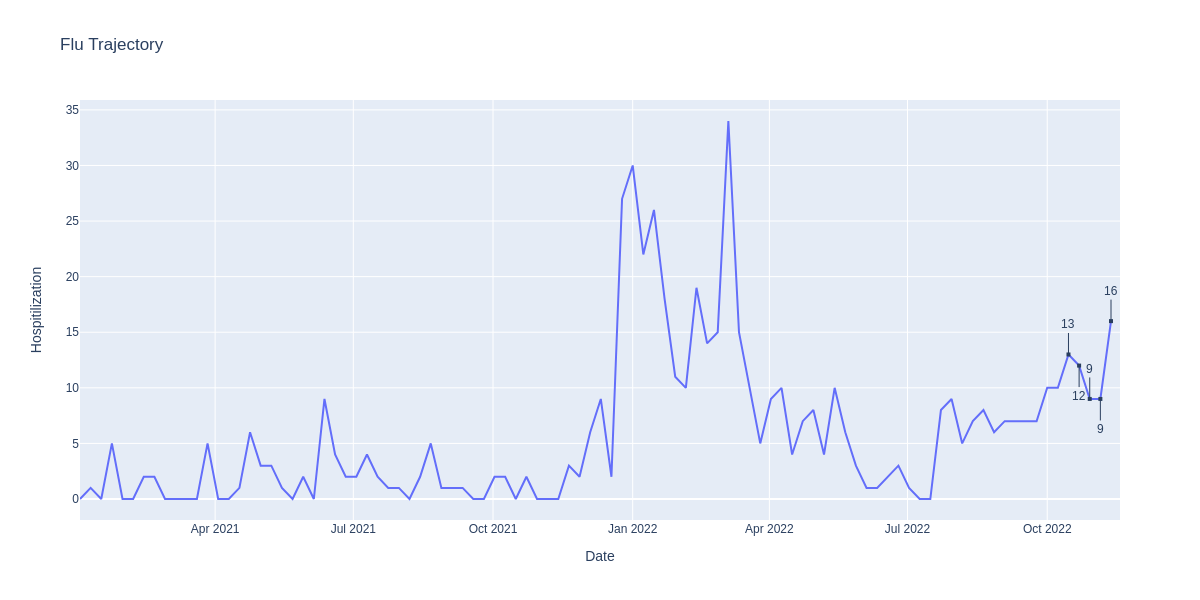 Flu Trajectory
35
30
25
20
15
10
5
0
Hospitilization
16
13
9
12
9
Apr 2021
Jul 2021
Oct 2021
Jan 2022
Apr 2022
Jul 2022
Oct 2022
Date